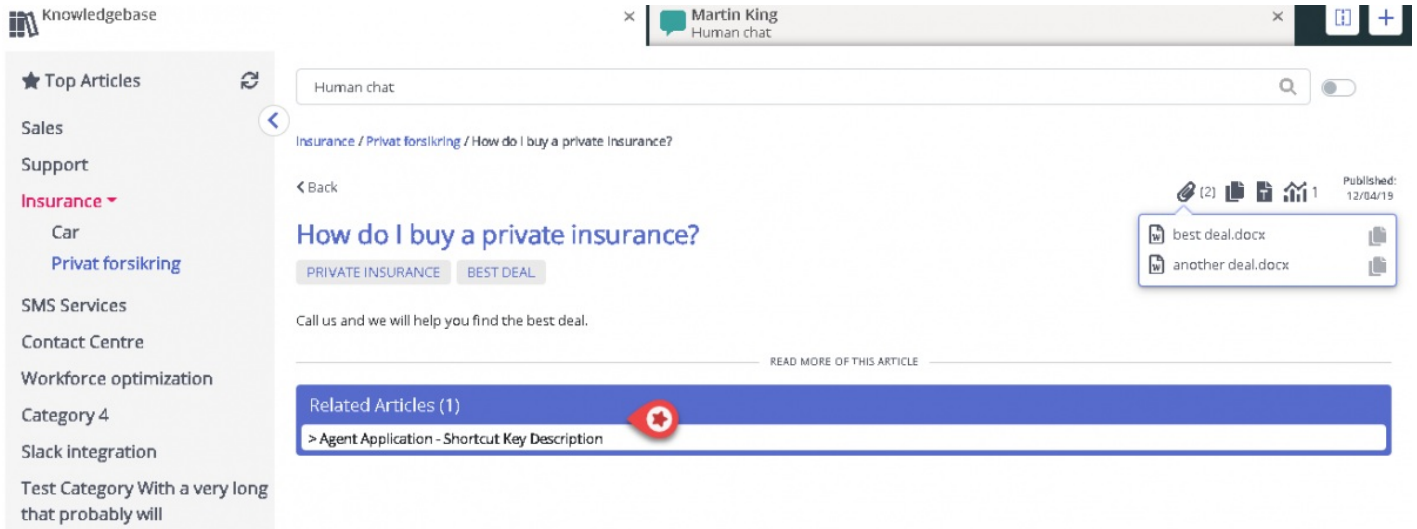 Knowledgebase
Martin King
Human chat
Top Articles
Sales
Support
Insurance
Car
Privat forsikring
SMS Services
Contact Centre
Workforce optimization
Category 4
Slack integration
Test Category With a very long
that probably will
Human chat
Insurance / Privat forsikring / How do I buy a private insurance?
Back
(2)
1
Published:
12/04/19
best deal.docx
another deal.docx
How do I buy a private insurance?
PRIVATE INSURANCE BEST DEAL
Call us and we will help you find the best deal.
READ MORE OF THIS ARTICLE
Related Articles (1)
> Agent Application - Shortcut Key Description